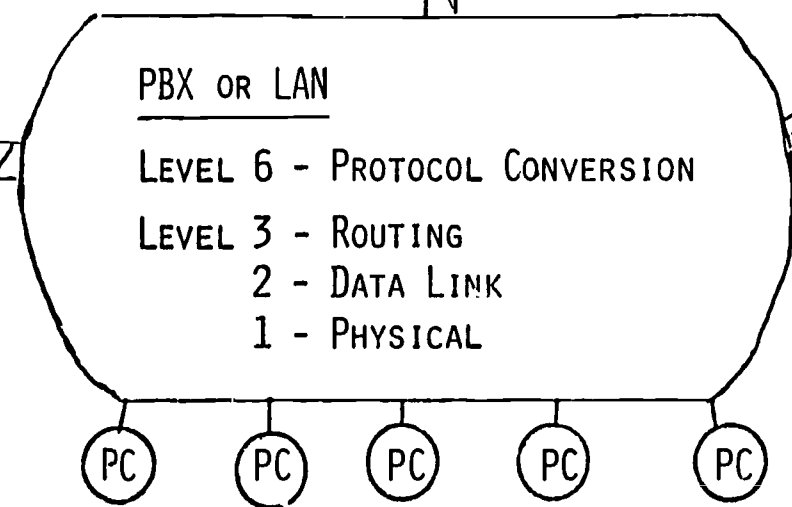 PBX OR LAN
LEVEL 6 - PROTOCOL CONVERSION
LEVEL 3 - ROUTING
2 - DATA LINK
1 - PHYSICAL
PC PC PC PC PC